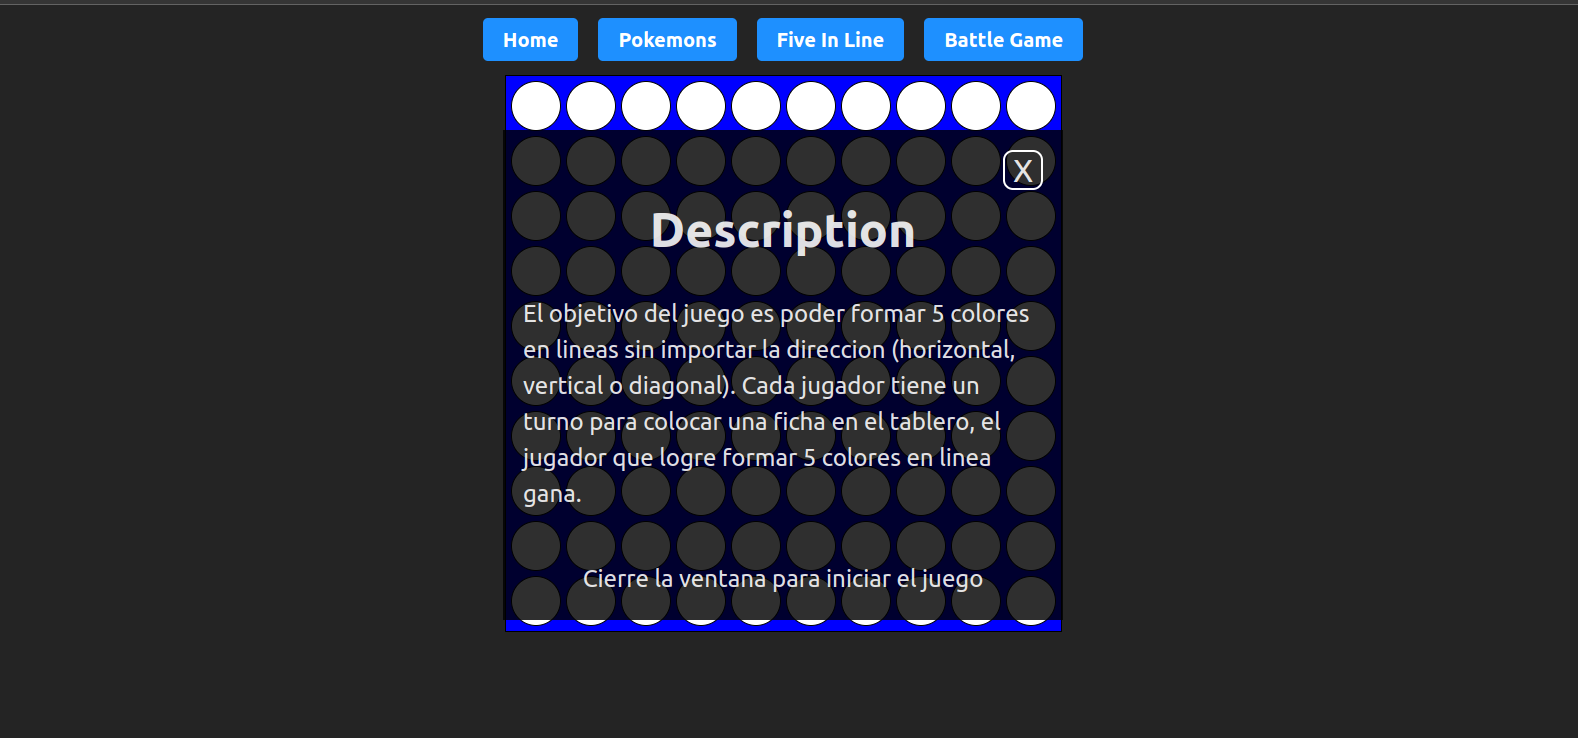 Home Pokemons Five In Line Battle Game
X
Description
El objetivo del juego es poder formar 5 colores
en lineas sin importar la direccion (horizontal,
vertical o diagonal). Cada jugador tiene un
turno para colocar una ficha en el tablero, el
jugador que logre formar 5 colores en linea
gana.
Cierre la ventana para iniciar el juego